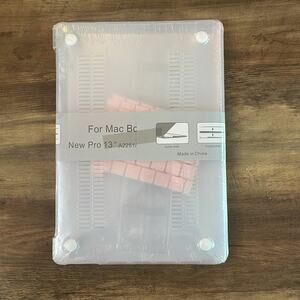 For Mac Bo
New Pro 13" A2251/
Made in China